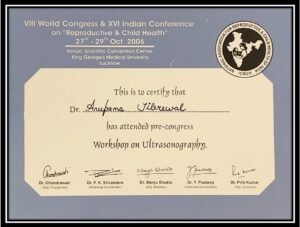 VIII World Congress & XVI Indian Conference
on "Reproductive & Child Health"
27th - 29th Oct. 2006
Venue: Scientific Convention Centre,
King George's Medical University
Lucknow.
This is to certify that
Dr. Anupama
has attended pre-congress
Workshop on Ultrasonography.
Dr. Chandrawati
Dr. P. K. Srivastava
Dr. Manju Shukla
Dr. Y. Pradeep
Dr. Priti Kumar